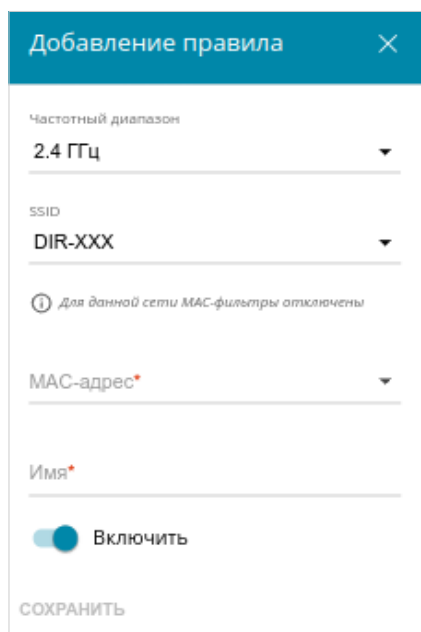 Добавление правила
Частотный диапазон
2.4 ГГц
SSID
DIR-XXX
Для данной сети MAC-фильтры отключены
MAC-адрес*
Имя*
Включить
СОХРАНИТЬ